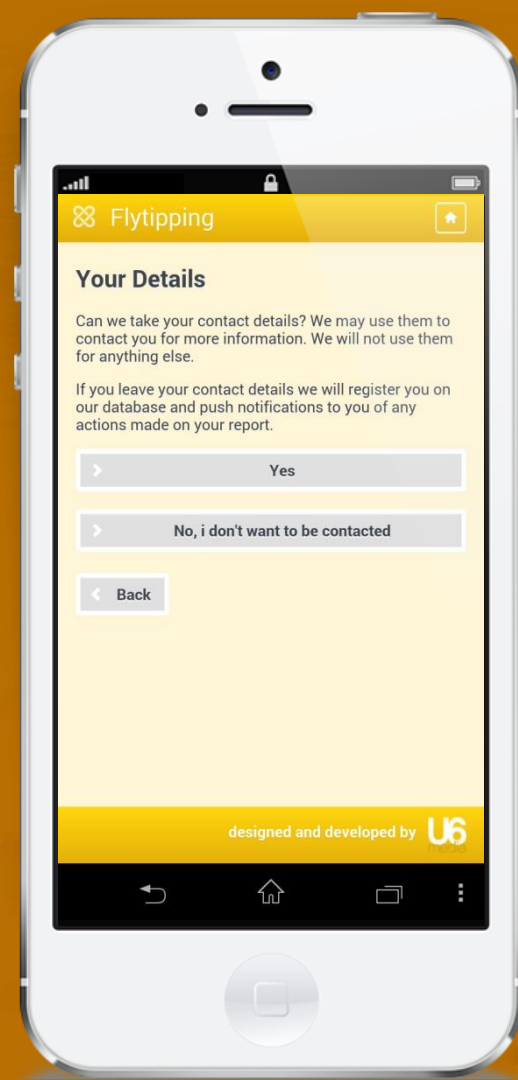 Flytipping
Your Details
Can we take your contact details? We may use them to
contact you for more information. We will not use them
for anything else.
If you leave your contact details we will register you on
our database and push notifications to you of any
actions made on your report.
Yes
No, i don't want to be contacted
Back
designed and developed by U6
media